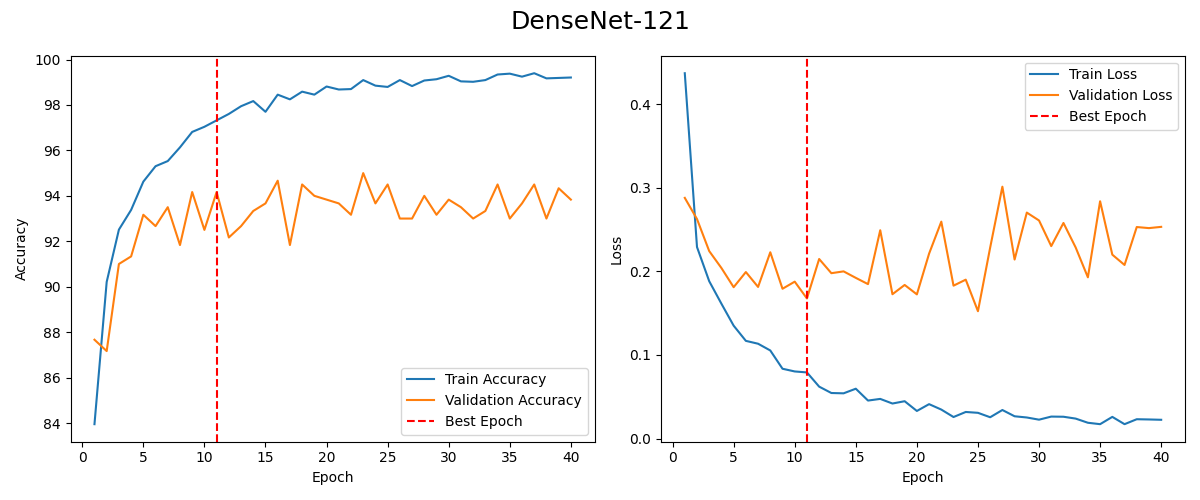 DenseNet-121
100
98
96
94
92
90
88
86
84
Accuracy
0 5 10 15 20 25 30 35 40
Epoch
Train Accuracy
Validation Accuracy
Best Epoch
0.4
0.3
0.2
0.1
0.0
Loss
0 5 10 15 20 25 30 35 40
Epoch
Train Loss
Validation Loss
Best Epoch